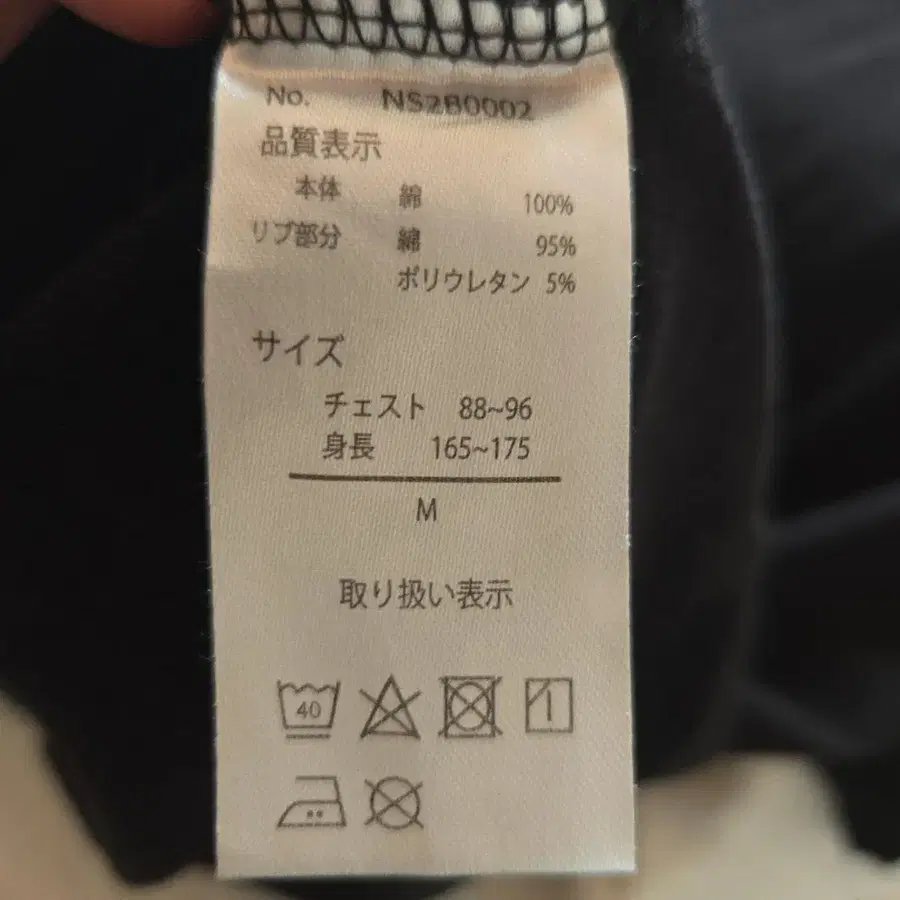 No. NS2B0002
品質表示
本体 綿 100%
リブ部分 綿 95%
ポリウレタン 5%
サイズ
チェスト 88~96
身長 165~175
M
取り扱い表示
40